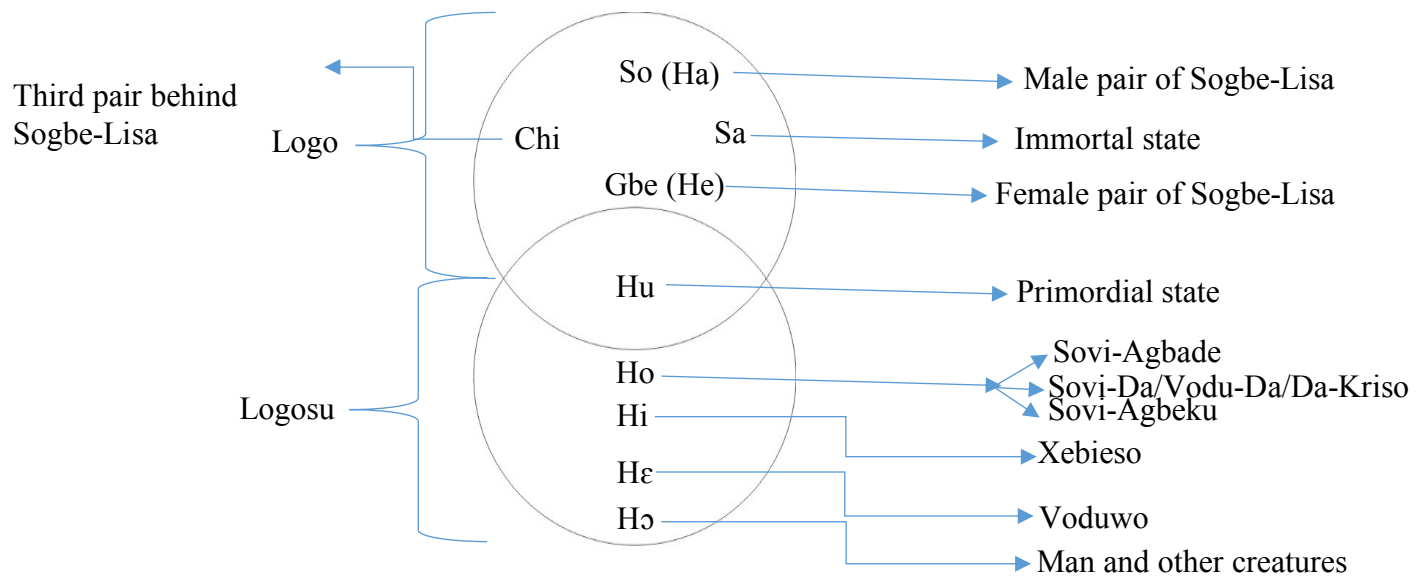 So (Ha)
Male pair of Sogbe-Lisa
Third pair behind
Sogbe-Lisa
Logo
Chi
Sa
Immortal state
Gbe (He)
Female pair of Sogbe-Lisa
Hu
Primordial state
Ho
Sovi-Agbade
Sovi-Da/Vodu-Da/Da-Kriso
Sovi-Agbeku
Logosu
Hi
Xebieso
Hɛ
Voduwo
Hɔ
Man and other creatures